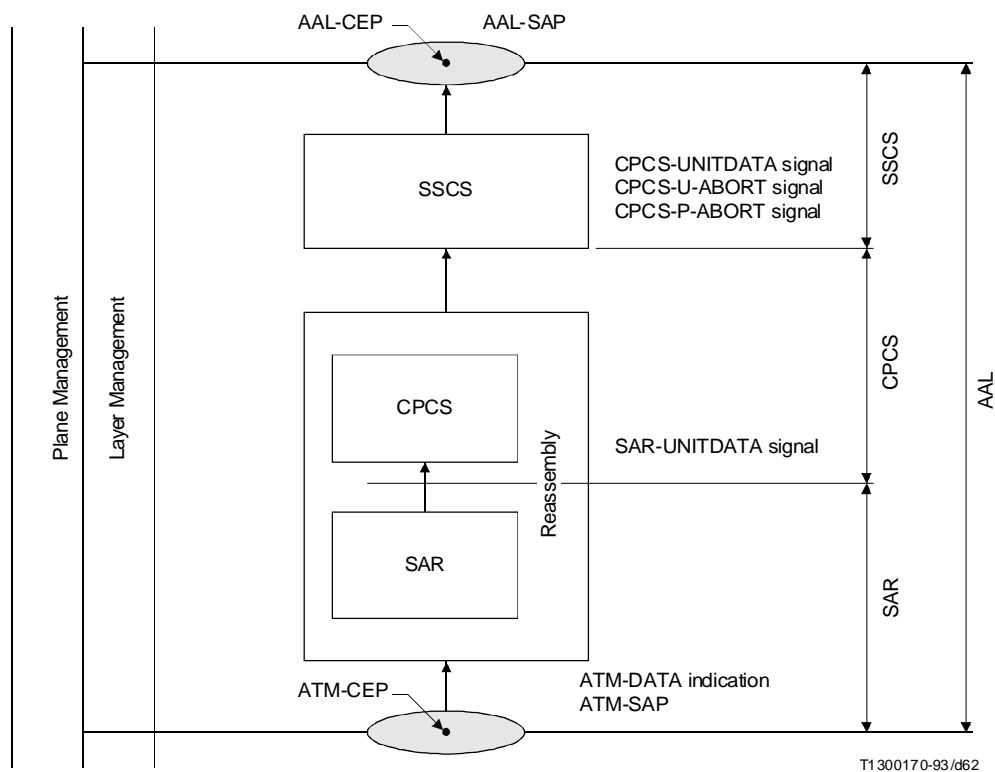 AAL-CEP
AAL-SAP
SSCS
CPCS-UNITDATA signal
CPCS-U-ABORT signal
CPCS-P-ABORT signal
SSCS
Plane Management
Layer Management
CPCS
CPCS
AAL
Reassembly
SAR-UNITDATA signal
SAR
SAR
ATM-CEP
ATM-DATA indication
ATM-SAP
T1300170-93/d62